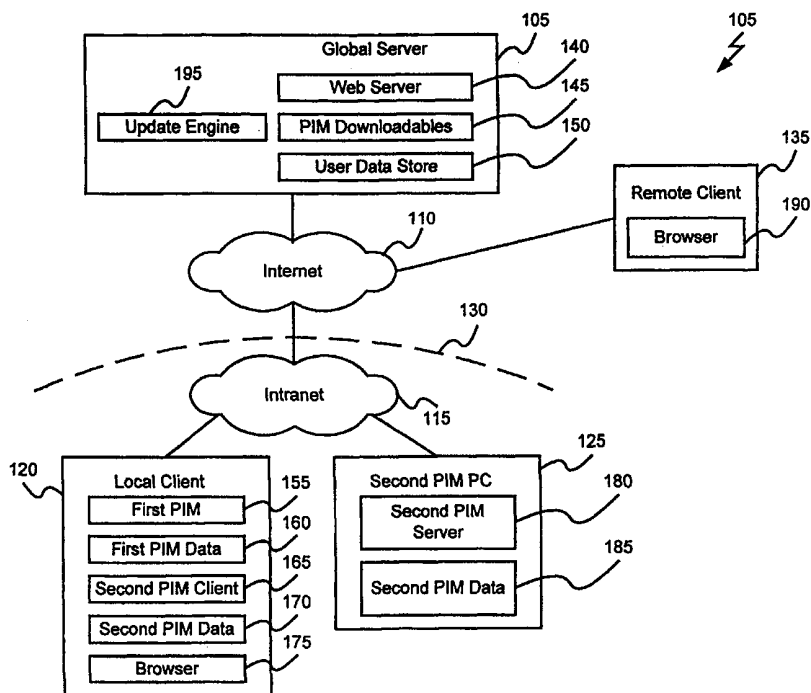 Global Server
105
105
195
Web Server
140
Update Engine
PIM Downloadables
145
User Data Store
150
135
Remote Client
190
Browser
110
Internet
130
Intranet
115
120
Local Client
First PIM
155
First PIM Data
160
Second PIM Client
165
Second PIM Data
170
Browser
175
Second PIM PC
125
Second PIM
Server
180
Second PIM Data
185